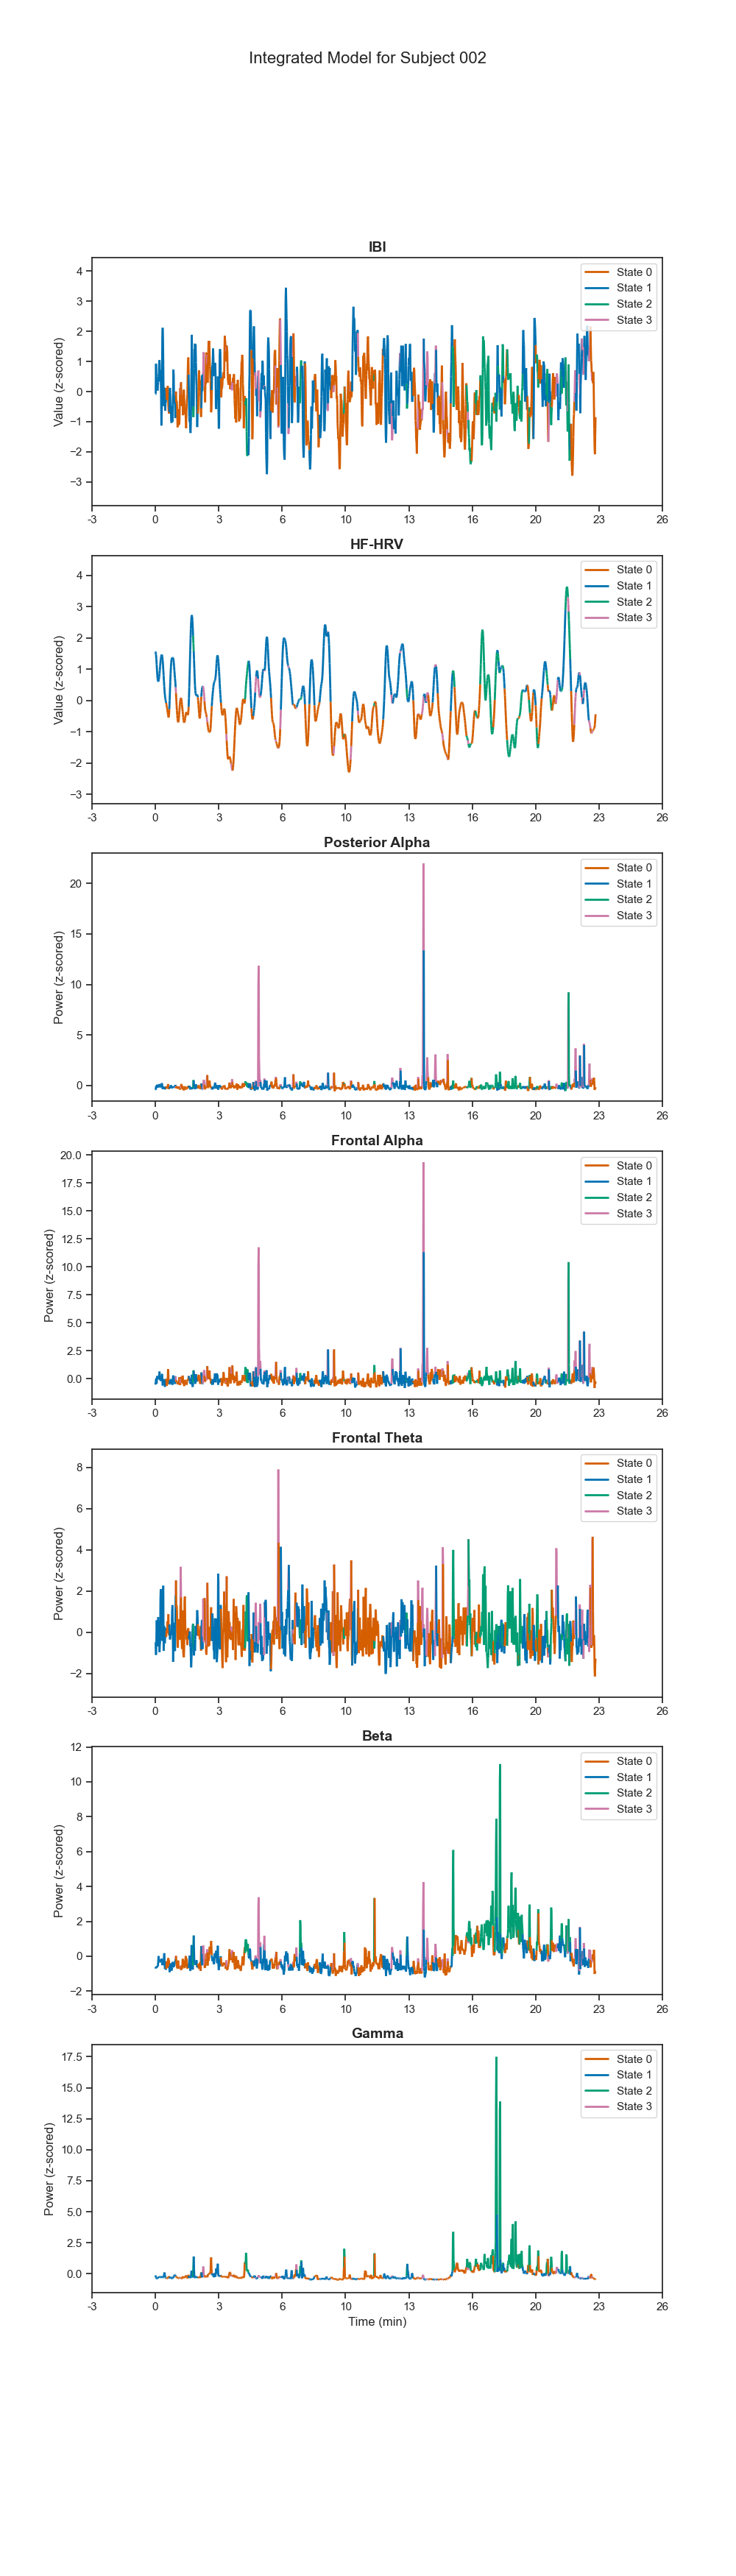 Integrated Model for Subject 002
IBI
Value (z-scored)
4
3
2
1
0
−1
−2
−3
State 0
State 1
State 2
State 3
-3 0 3 6 10 13 16 20 23 26
HF-HRV
Value (z-scored)
4
3
2
1
0
−1
−2
−3
State 0
State 1
State 2
State 3
-3 0 3 6 10 13 16 20 23 26
Posterior Alpha
Power (z-scored)
20
15
10
5
0
State 0
State 1
State 2
State 3
-3 0 3 6 10 13 16 20 23 26
Frontal Alpha
Power (z-scored)
20.0
17.5
15.0
12.5
10.0
7.5
5.0
2.5
0.0
State 0
State 1
State 2
State 3
-3 0 3 6 10 13 16 20 23 26
Frontal Theta
Power (z-scored)
8
6
4
2
0
−2
State 0
State 1
State 2
State 3
-3 0 3 6 10 13 16 20 23 26
Beta
Power (z-scored)
12
10
8
6
4
2
0
−2
State 0
State 1
State 2
State 3
-3 0 3 6 10 13 16 20 23 26
Gamma
Power (z-scored)
17.5
15.0
12.5
10.0
7.5
5.0
2.5
0.0
State 0
State 1
State 2
State 3
-3 0 3 6 10 13 16 20 23 26
Time (min)